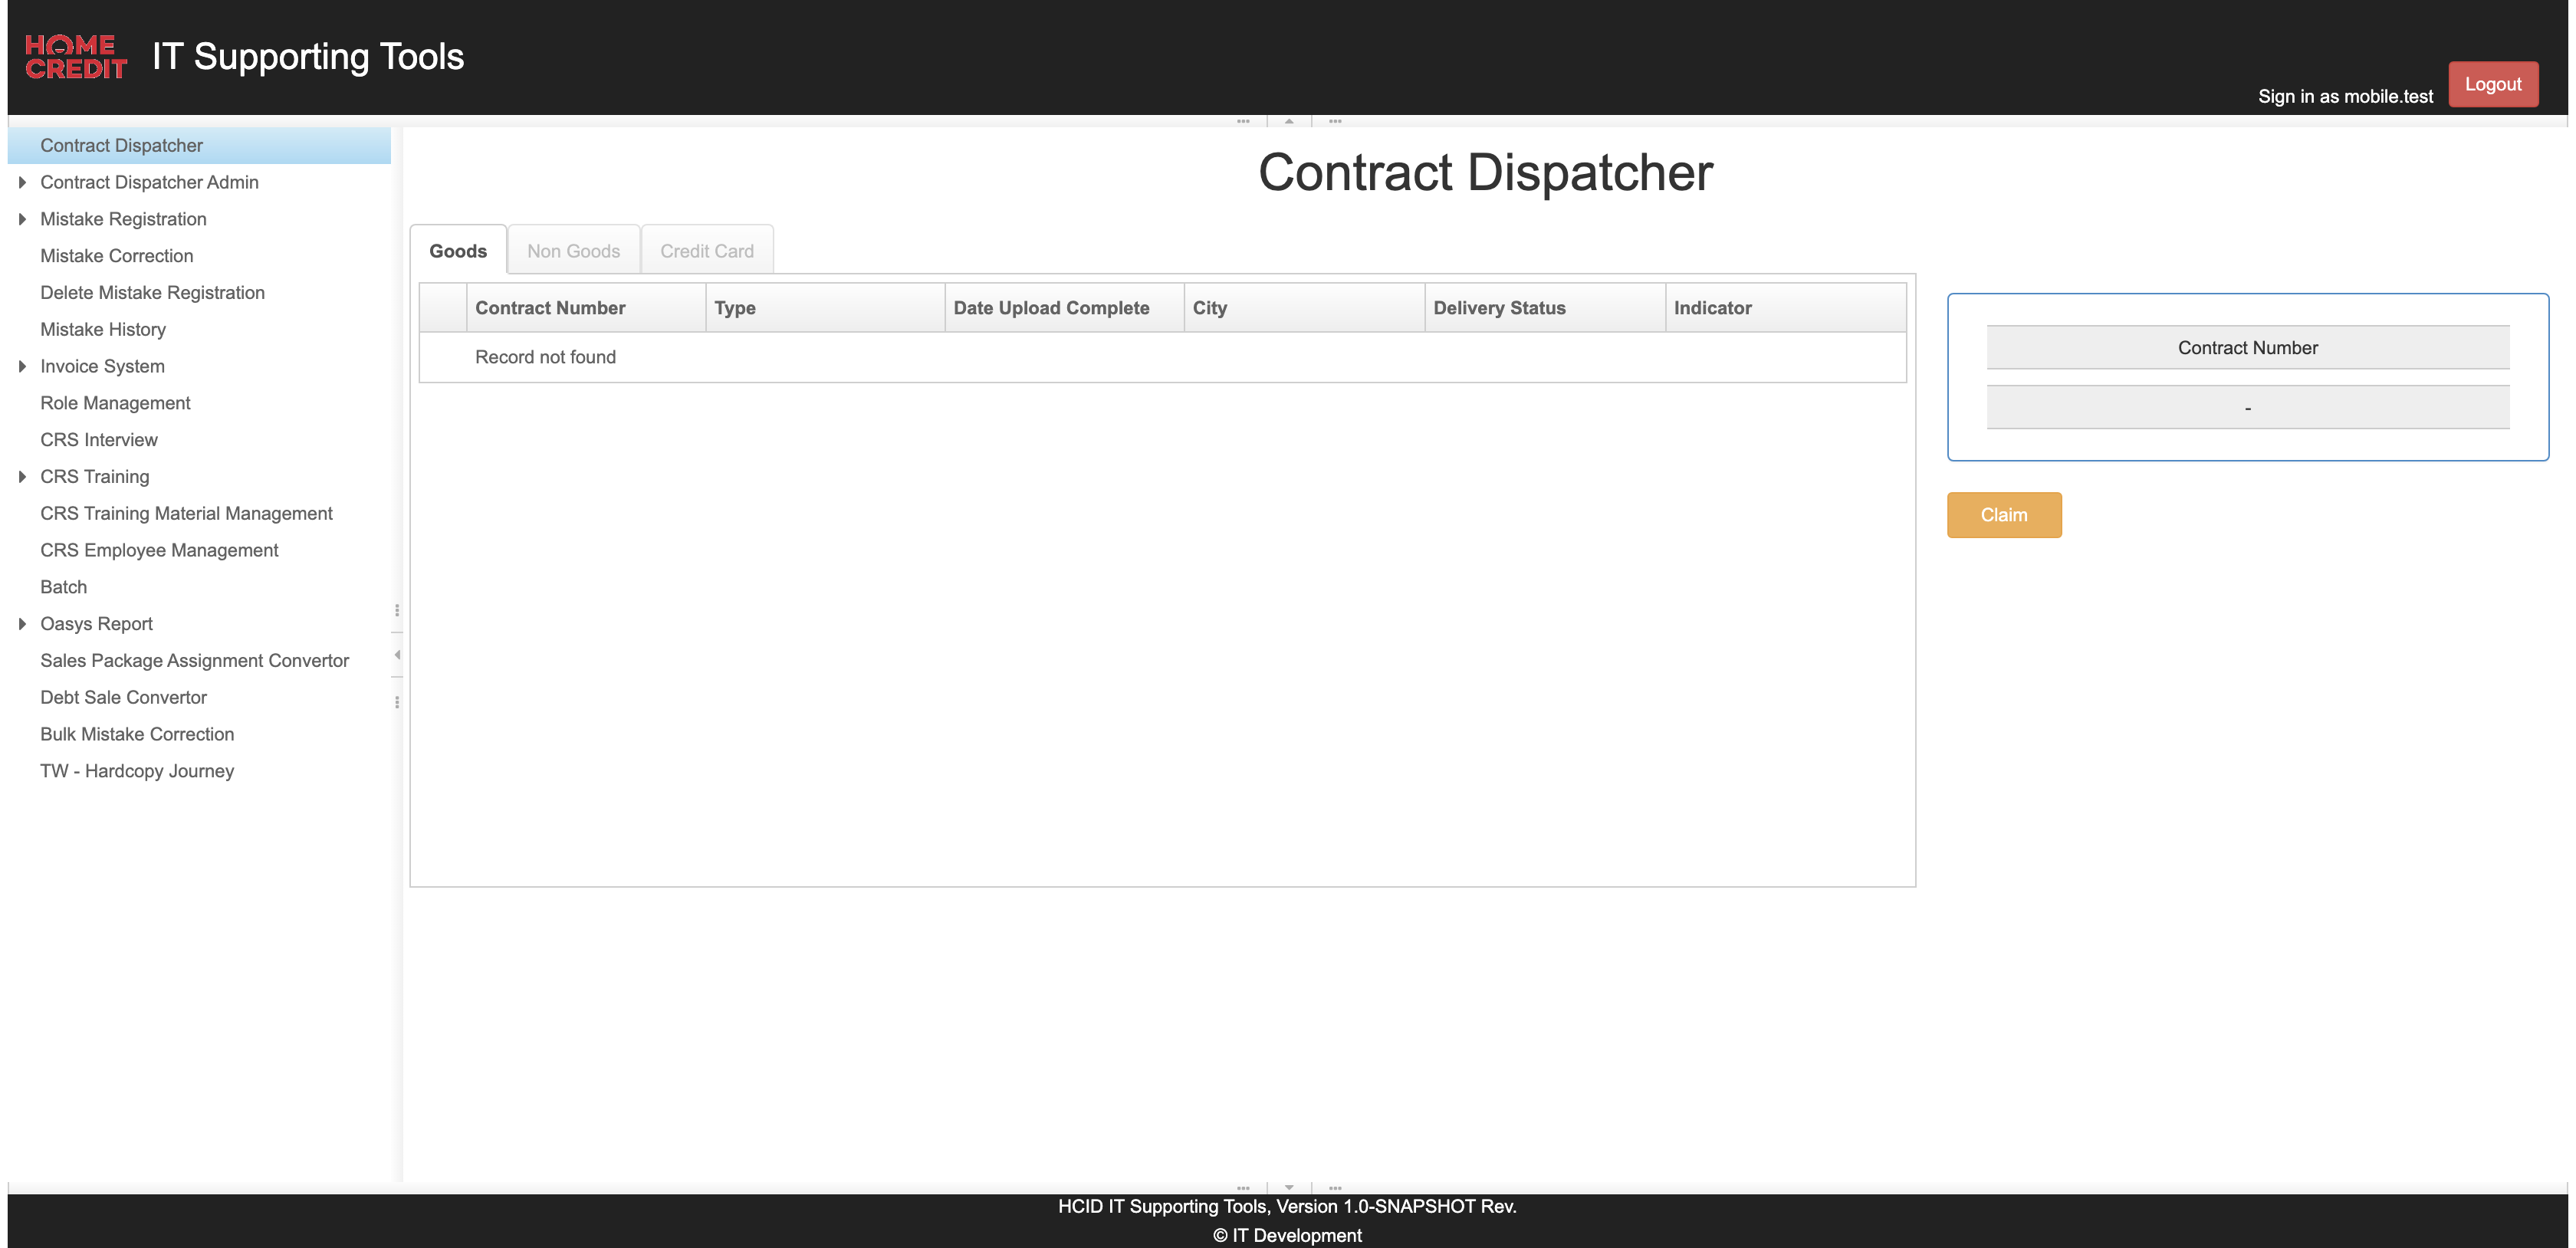 HOME
CREDIT
IT Supporting Tools
Sign in as mobile.test
Logout
Contract Dispatcher
Contract Dispatcher Admin
Mistake Registration
Mistake Correction
Delete Mistake Registration
Mistake History
Invoice System
Role Management
CRS Interview
CRS Training
CRS Training Material Management
CRS Employee Management
Batch
Oasys Report
Sales Package Assignment Convertor
Debt Sale Convertor
Bulk Mistake Correction
TW - Hardcopy Journey
Contract Dispatcher
Goods Non Goods Credit Card
Contract Number Type Date Upload Complete City Delivery Status Indicator
Record not found
Contract Number
-
Claim
HCID IT Supporting Tools, Version 1.0-SNAPSHOT Rev.
© IT Development